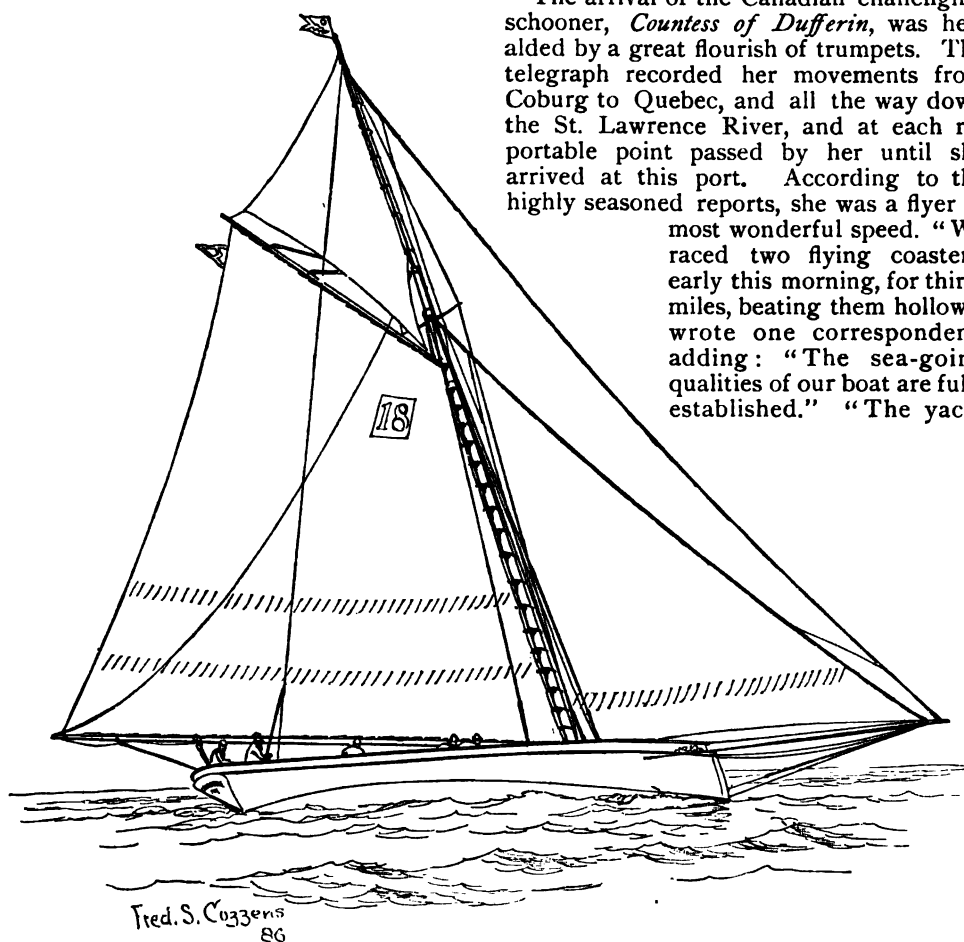 The arrival of the Canadian challengin
schooner, Countess of Dufferin, was he
alded by a great flourish of trumpets. Th
telegraph recorded her movements fro
Coburg to Quebec, and all the way dow
the St. Lawrence River, and at each r
portable point passed by her until sh
arrived at this port. According to th
highly seasoned reports, she was a flyer
most wonderful speed. “W
raced two flying coaster
early this morning, for thir
miles, beating them hollow
wrote one corresponden
adding: “The sea-goin
qualities of our boat are ful
established.” “The yac
18
Fred. S. Cozzens
86